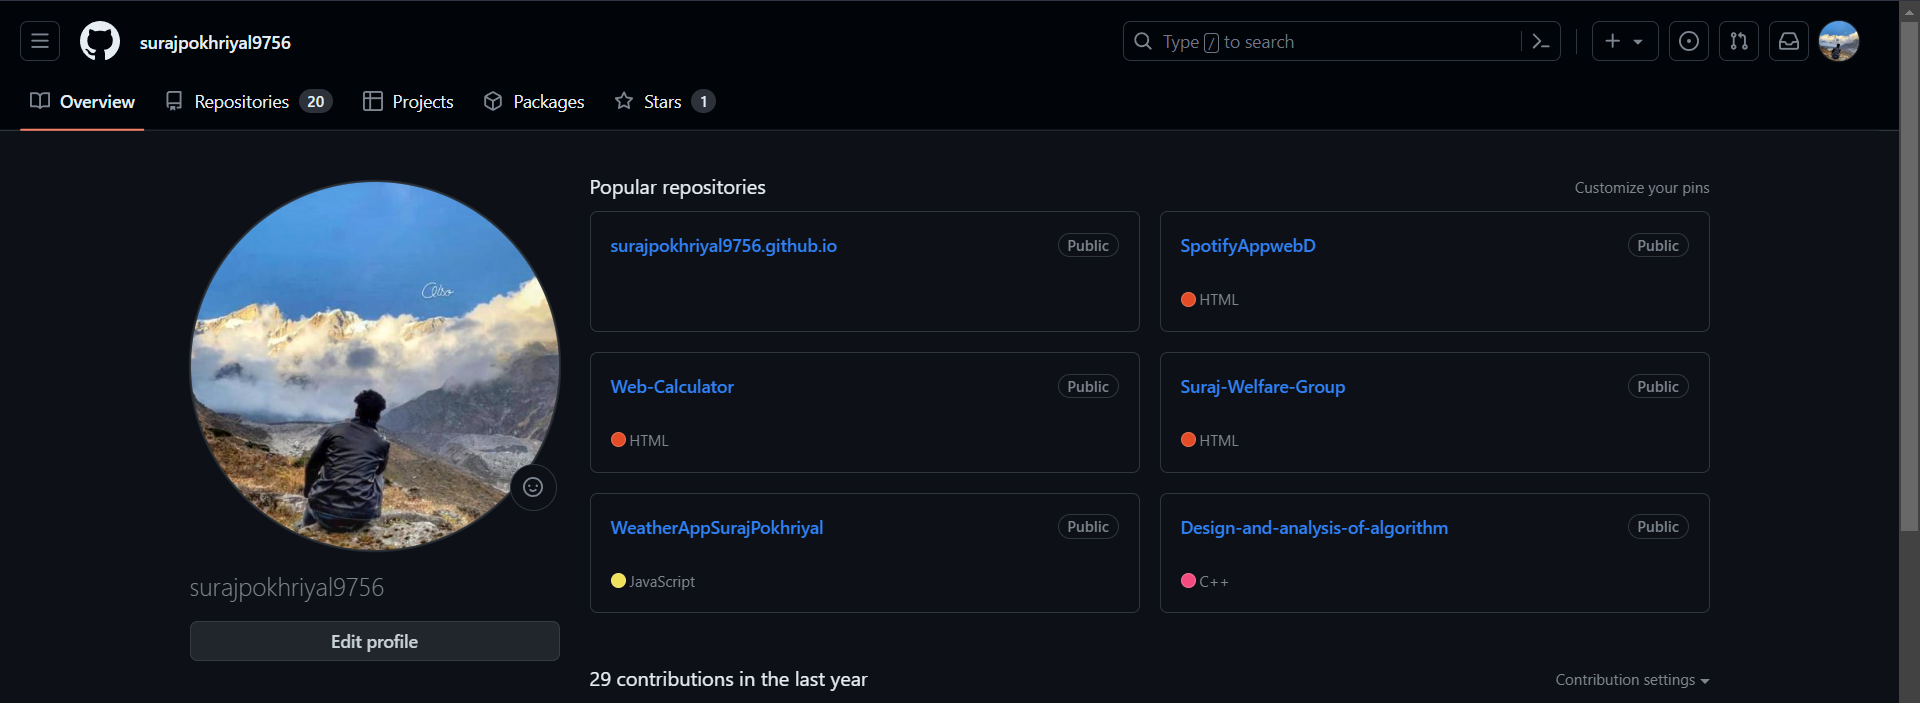 surajpokhriyal9756
Type / to search
Overview Repositories 20 Projects Packages Stars 1
Popular repositories Customize your pins
surajpokhriyal9756.github.io Public
SpotifyAppwebD Public
HTML
Web-Calculator Public
HTML
Suraj-Welfare-Group Public
HTML
WeatherAppSurajPokhriyal Public
JavaScript
Design-and-analysis-of-algorithm Public
C++
surajpokhriyal9756
Edit profile
29 contributions in the last year Contribution settings